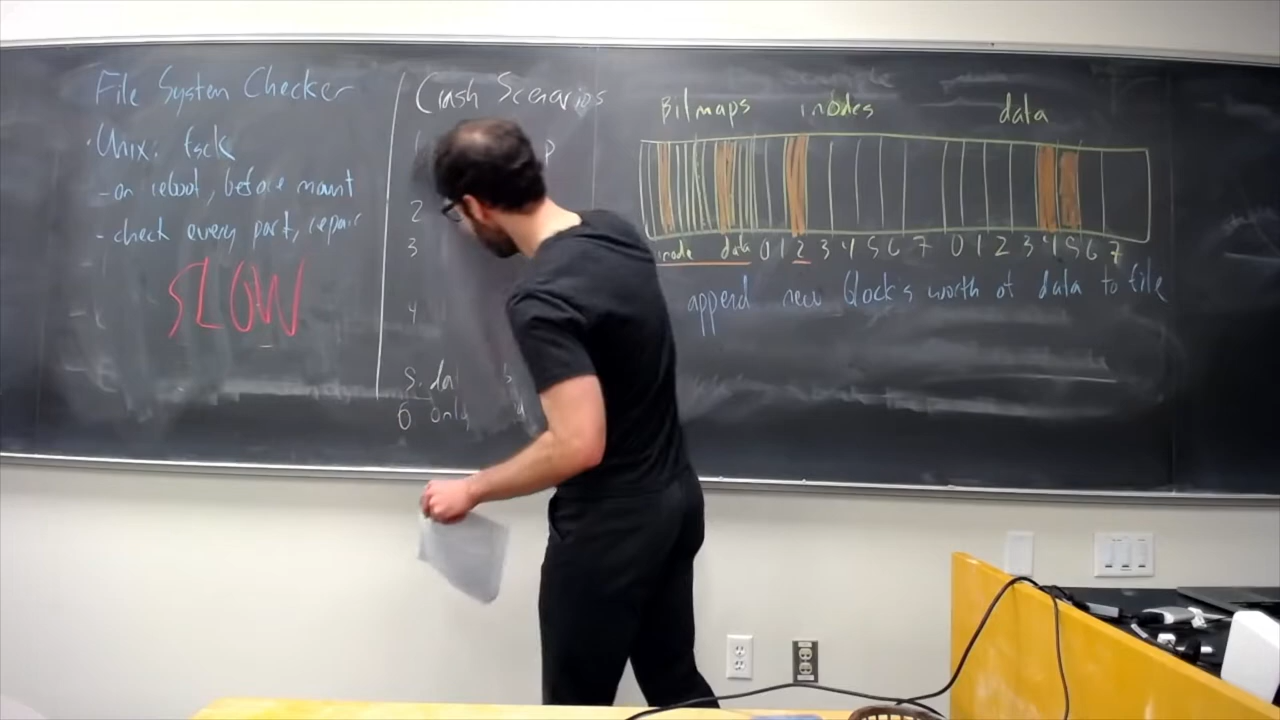 File System Checker
·Unix: fsck
- on reboot, before mount
- check every part, repair
SLOW
Crash Scenarios
1
p
2
3
4
5. da
6 only
Bitmaps inodes data
inode data 0 1 2 3 4 5 6 7 0 1 2 3 4 5 6 7
append new block's worth of data to file